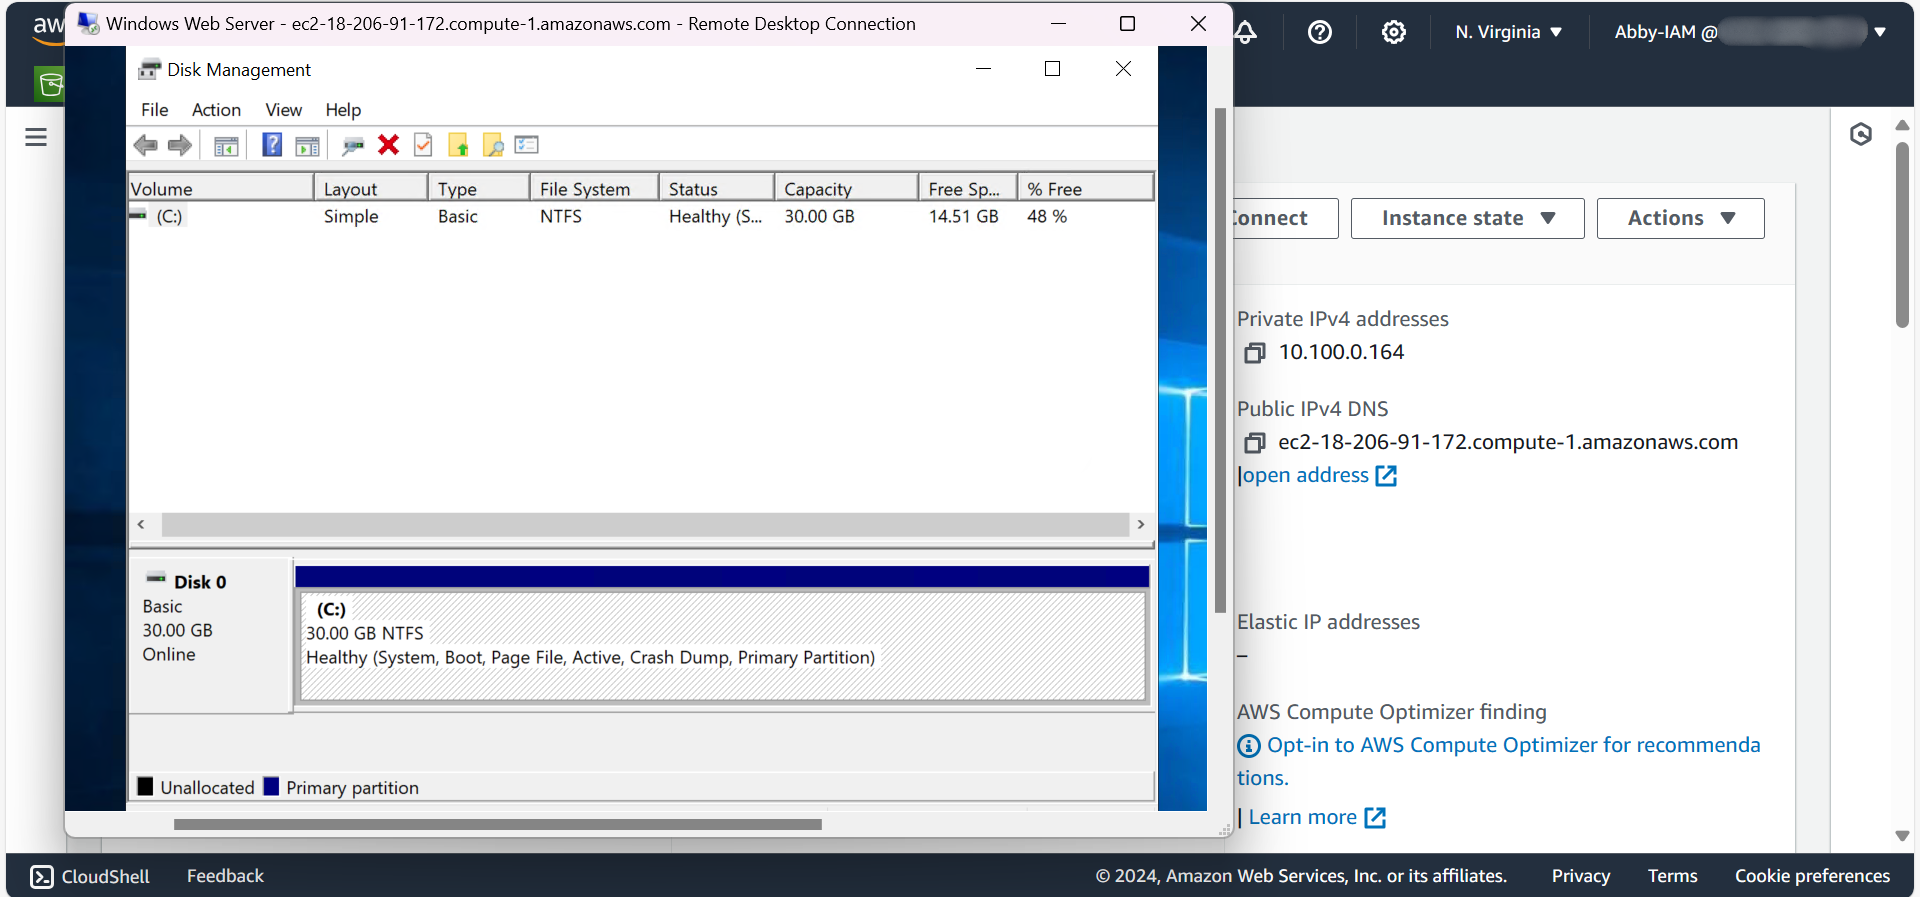 aw
Windows Web Server - ec2-18-206-91-172.compute-1.amazonaws.com - Remote Desktop Connection
N. Virginia
Abby-IAM @
Disk Management
File Action View Help
Volume Layout Type File System Status Capacity Free Sp... % Free
(C:) Simple Basic NTFS Healthy (S... 30.00 GB 14.51 GB 48 %
onnect
Instance state
Actions
Private IPv4 addresses
10.100.0.164
Public IPv4 DNS
ec2-18-206-91-172.compute-1.amazonaws.com
|open address
Disk 0
Basic
30.00 GB
Online
(C:)
30.00 GB NTFS
Healthy (System, Boot, Page File, Active, Crash Dump, Primary Partition)
Unallocated Primary partition
Elastic IP addresses
–
AWS Compute Optimizer finding
Opt-in to AWS Compute Optimizer for recommenda
tions.
| Learn more
CloudShell Feedback © 2024, Amazon Web Services, Inc. or its affiliates. Privacy Terms Cookie preferences